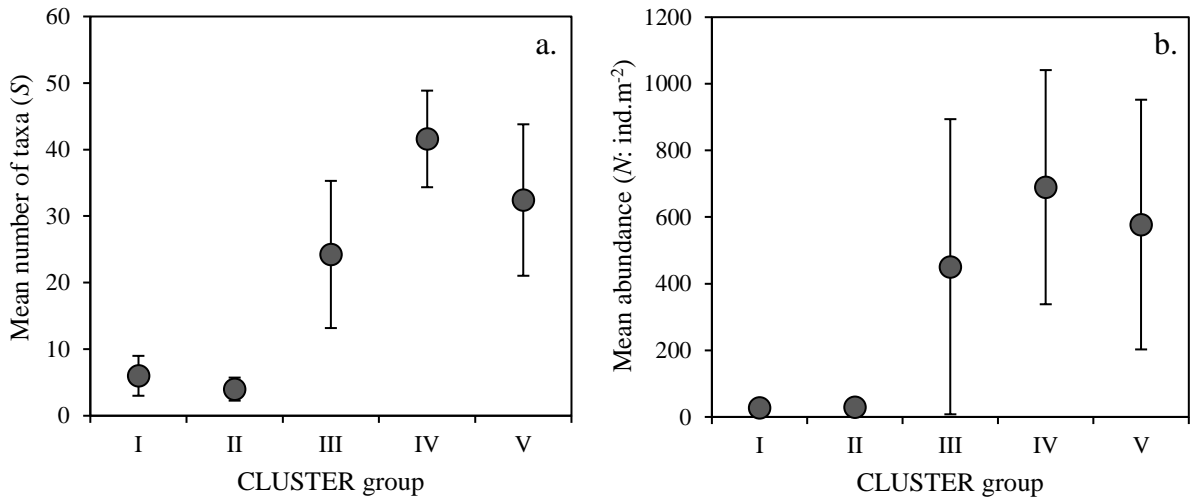 a.
Mean number of taxa (S)
60
50
40
30
20
10
0
I II III IV V
CLUSTER group
b.
Mean abundance (N: ind.m-2)
1200
1000
800
600
400
200
0
I II III IV V
CLUSTER group